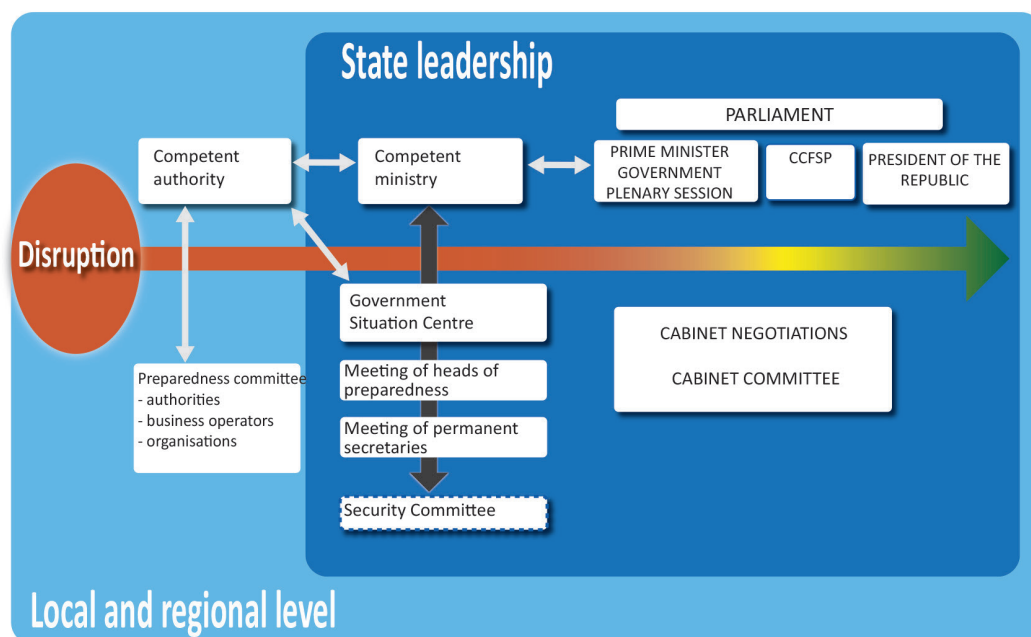 State leadership
PARLIAMENT
Competent
authority
Competent
ministry
PRIME MINISTER
GOVERNMENT
PLENARY SESSION
CCFSP
PRESIDENT OF THE
REPUBLIC
Disruption
Government
Situation Centre
CABINET NEGOTIATIONS
CABINET COMMITTEE
Preparedness committee
- authorities
- business operators
- organisations
Meeting of heads of
preparedness
Meeting of permanent
secretaries
Security Committee
Local and regional level